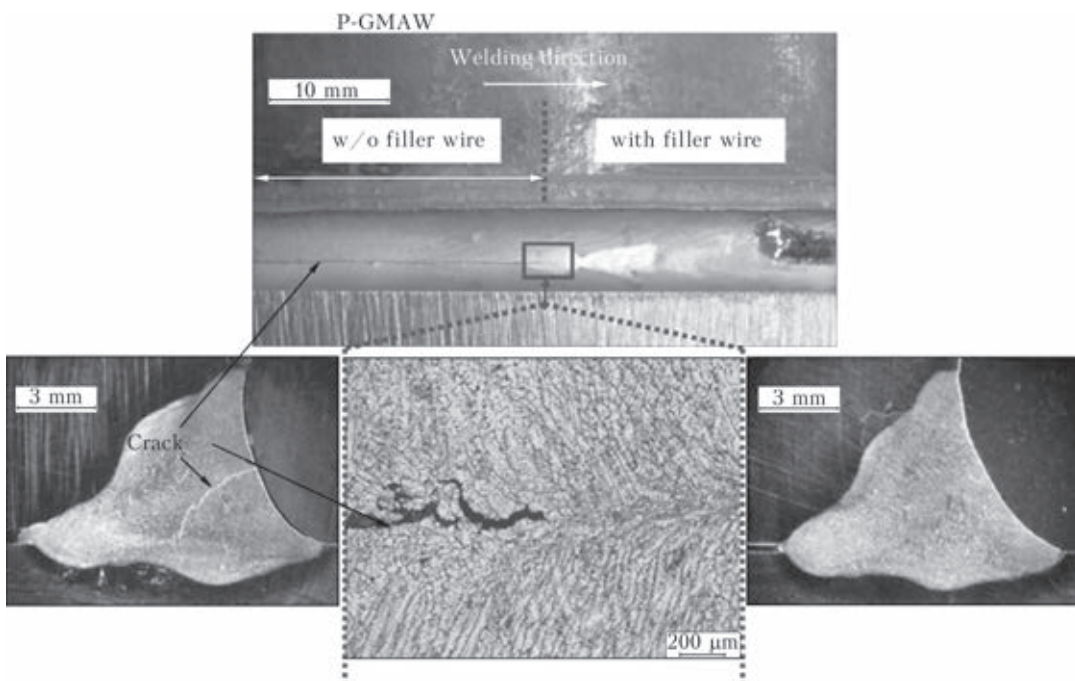 P-GMAW
Welding direction
10 mm
w/o filler wire
with filler wire
3 mm
Crack
3 mm
200 μm